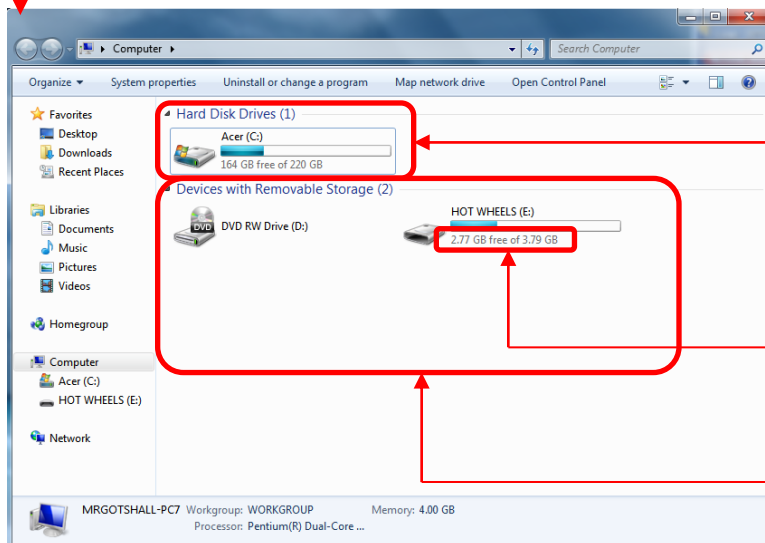 Computer
Search Computer
Organize System properties Uninstall or change a program Map network drive Open Control Panel
Favorites
Desktop
Downloads
Recent Places
Libraries
Documents
Music
Pictures
Videos
Homegroup
Computer
Acer (C:)
HOT WHEELS (E:)
Network
Hard Disk Drives (1)
Acer (C:)
164 GB free of 220 GB
Devices with Removable Storage (2)
DVD
DVD RW Drive (D:)
HOT WHEELS (E:)
2.77 GB free of 3.79 GB
MRGOTSHALL-PC7 Workgroup: WORKGROUP Memory: 4.00 GB
Processor: Pentium(R) Dual-Core ...